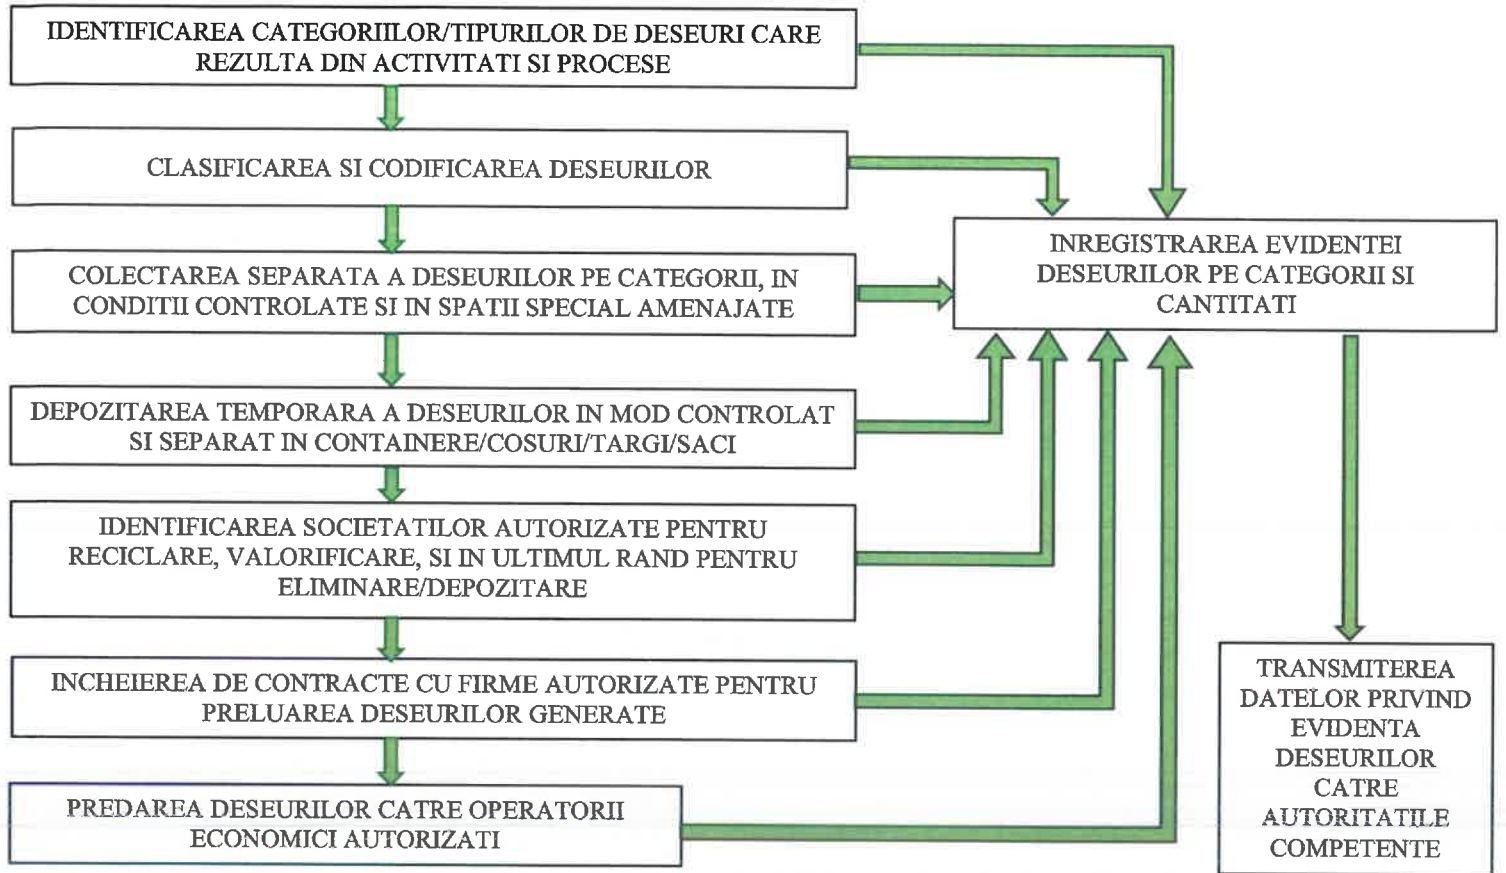 IDENTIFICAREA CATEGORIILOR/TIPURILOR DE DESEURI CARE
REZULTA DIN ACTIVITATI SI PROCESE
CLASIFICAREA SI CODIFICAREA DESEURILOR
COLECTAREA SEPARATA A DESEURILOR PE CATEGORII, IN
CONDITII CONTROLATE SI IN SPATII SPECIAL AMENAJATE
DEPOZITAREA TEMPORARA A DESEURILOR IN MOD CONTROLAT
SI SEPARAT IN CONTAINERE/COSURI/TARGI/SACI
IDENTIFICAREA SOCIETATILOR AUTORIZATE PENTRU
RECICLARE, VALORIFICARE, SI IN ULTIMUL RAND PENTRU
ELIMINARE/DEPOZITARE
INCHEIEREA DE CONTRACTE CU FIRME AUTORIZATE PENTRU
PRELUAREA DESEURILOR GENERATE
PREDAREA DESEURILOR CATRE OPERATORII
ECONOMICI AUTORIZATI
INREGISTRAREA EVIDENTEI
DESEURILOR PE CATEGORII SI
CANTITATI
TRANSMITEREA
DATELOR PRIVIND
EVIDENTA
DESEURILOR
CATRE
AUTORITATILE
COMPETENTE